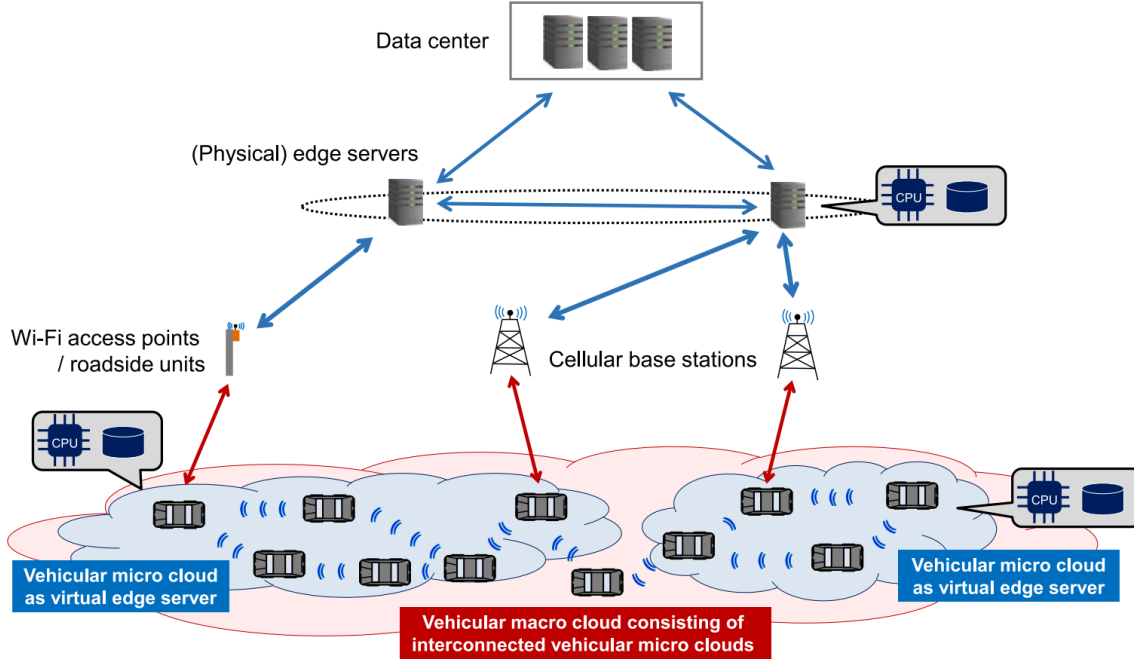 Data center
(Physical) edge servers
CPU
Wi-Fi access points
/ roadside units
Cellular base stations
CPU
CPU
Vehicular micro cloud
as virtual edge server
Vehicular micro cloud
as virtual edge server
Vehicular macro cloud consisting of
interconnected vehicular micro clouds